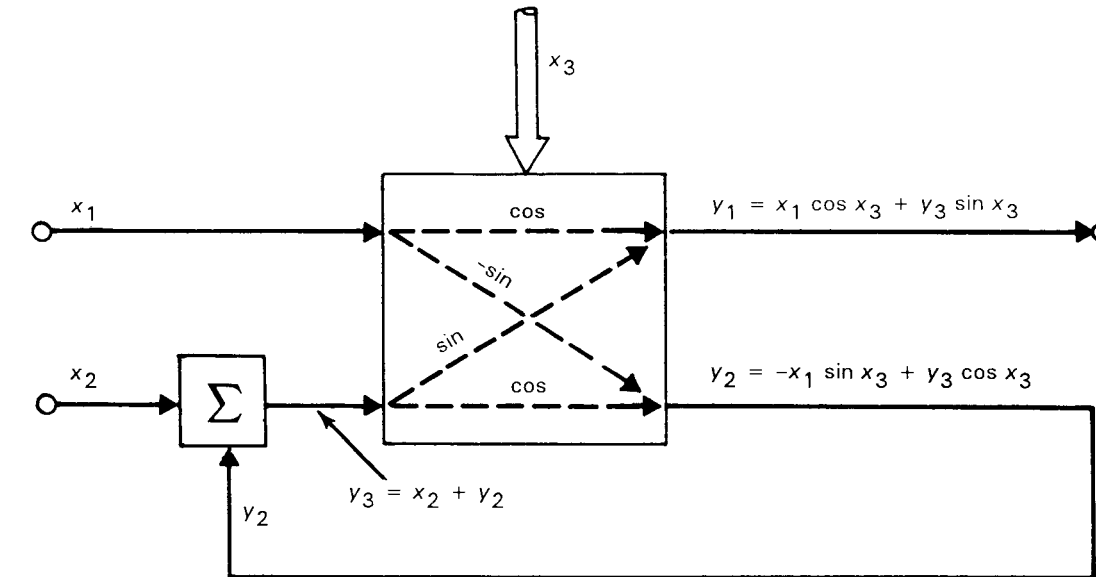 x3
x1
cos
y1 = x1 cos x3 + y3 sin x3
-sin
sin
x2
Σ
cos
y2 = -x1 sin x3 + y3 cos x3
y3 = x2 + y2
y2